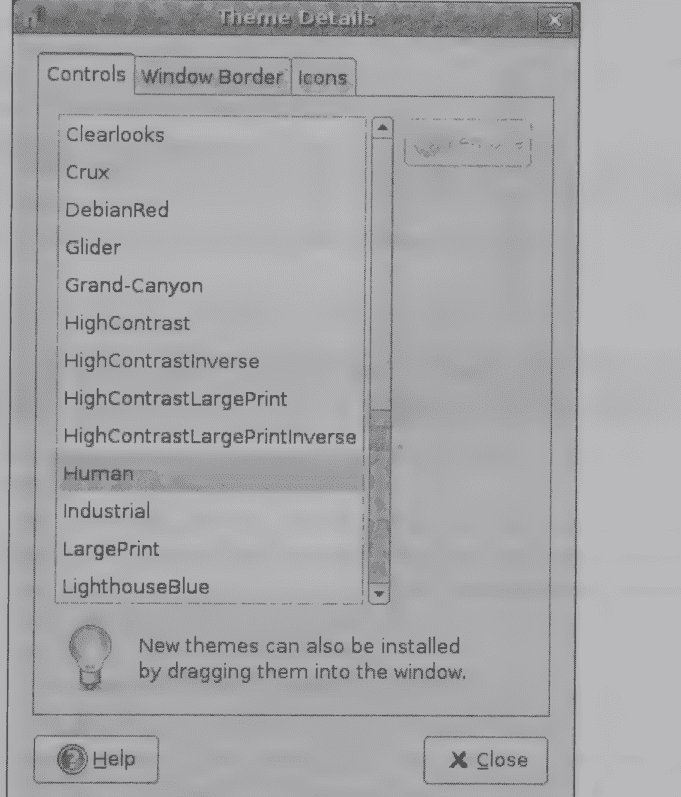 Theme Details
Controls Window Border Icons
Clearlooks
Crux
DebianRed
Glider
Grand-Canyon
HighContrast
HighContrastInverse
HighContrastLargePrint
HighContrastLargePrintInverse
Human
Industrial
LargePrint
LighthouseBlue
New themes can also be installed
by dragging them into the window.
Help Close